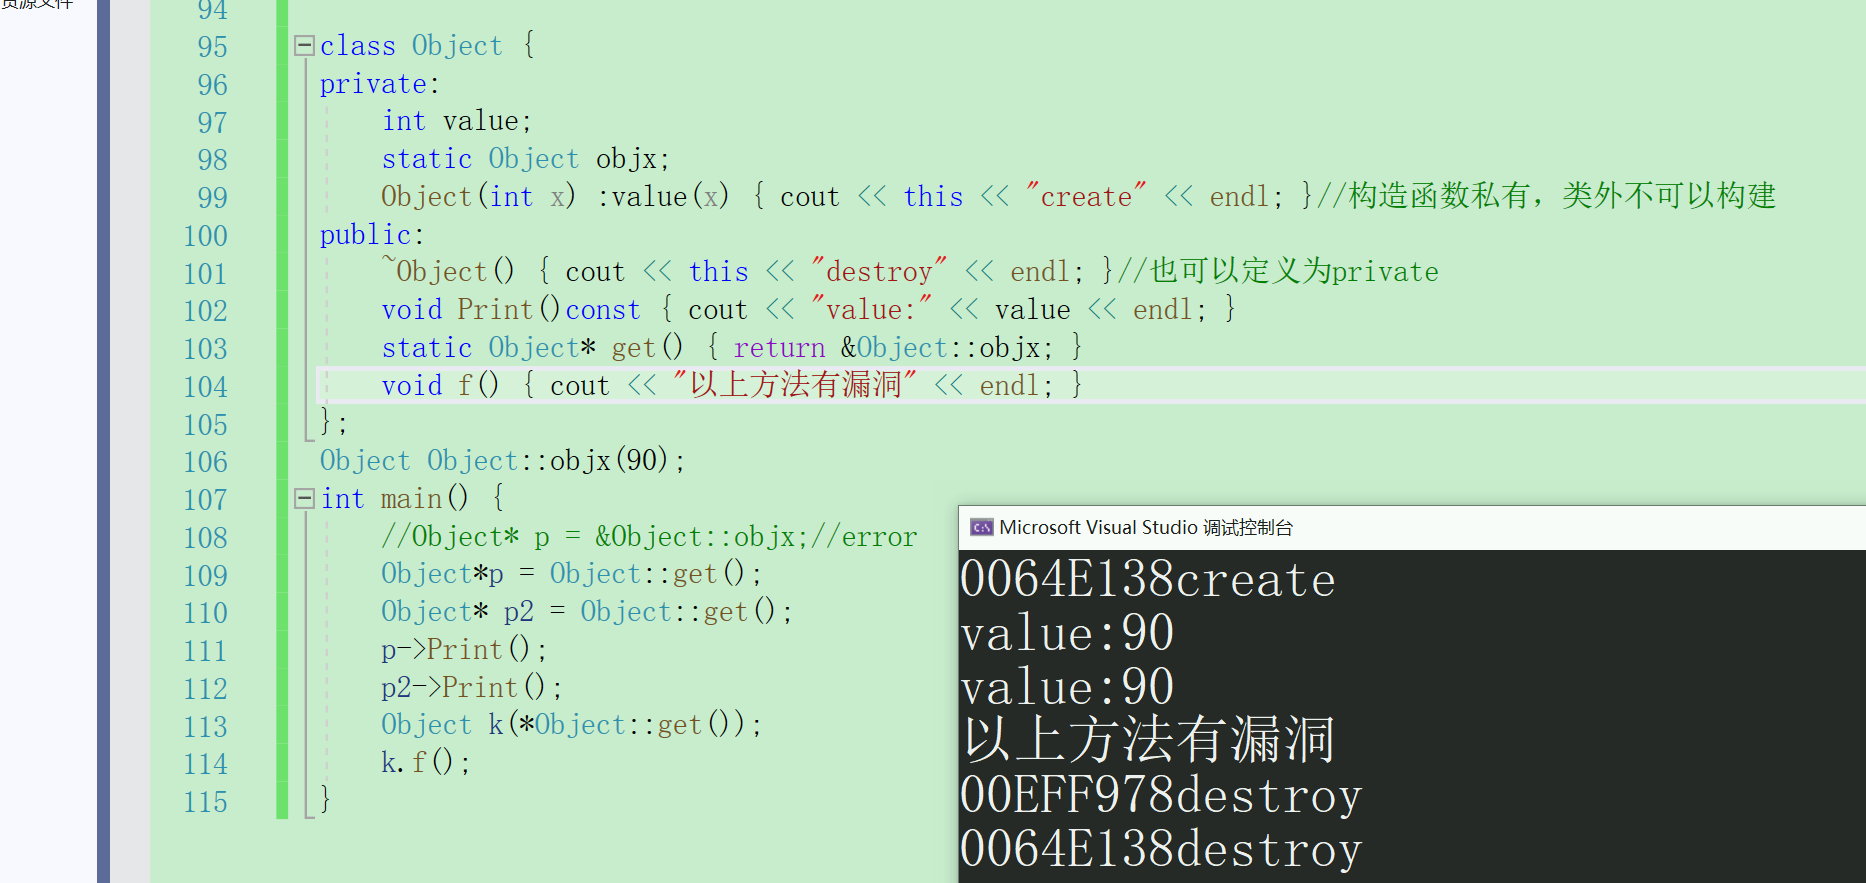 资源文件
94
95 class Object {
96 private:
97 int value;
98 static Object objx;
99 Object(int x) :value(x) { cout << this << "create" << endl; }//构造函数私有，类外不可以构建
100 public:
101 ~Object() { cout << this << "destroy" << endl; }//也可以定义为private
102 void Print()const { cout << "value:" << value << endl; }
103 static Object* get() { return &Object::objx; }
104 void f() { cout << "以上方法有漏洞" << endl; }
105 };
106 Object Object::objx(90);
107 int main() {
108 //Object* p = &Object::objx;//error
109 Object*p = Object::get();
110 Object* p2 = Object::get();
111 p->Print();
112 p2->Print();
113 Object k(*Object::get());
114 k.f();
115 }
Microsoft Visual Studio 调试控制台
0064E138create
value:90
value:90
以上方法有漏洞
00EFF978destroy
0064E138destroy